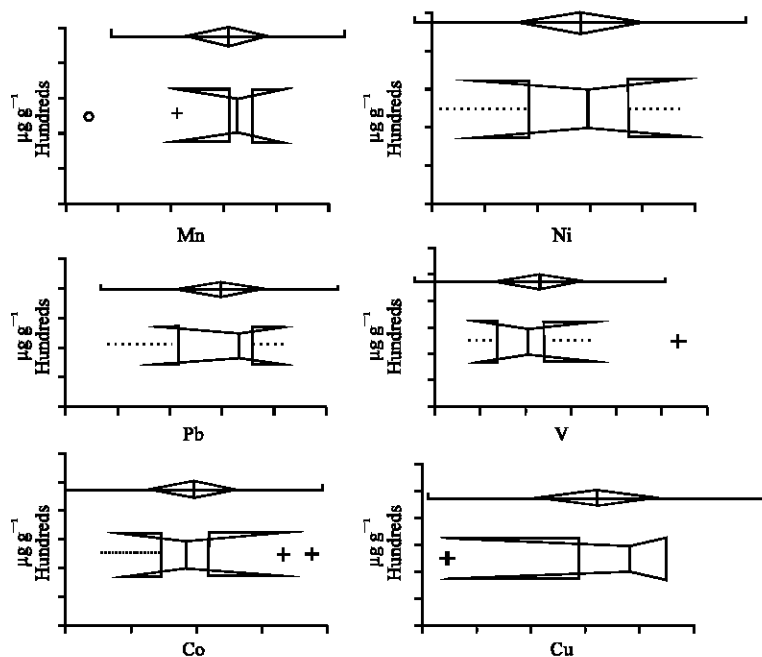 μg g⁻¹
Hundreds
Mn
μg g⁻¹
Hundreds
Ni
μg g⁻¹
Hundreds
Pb
μg g⁻¹
Hundreds
V
μg g⁻¹
Hundreds
Co
μg g⁻¹
Hundreds
Cu